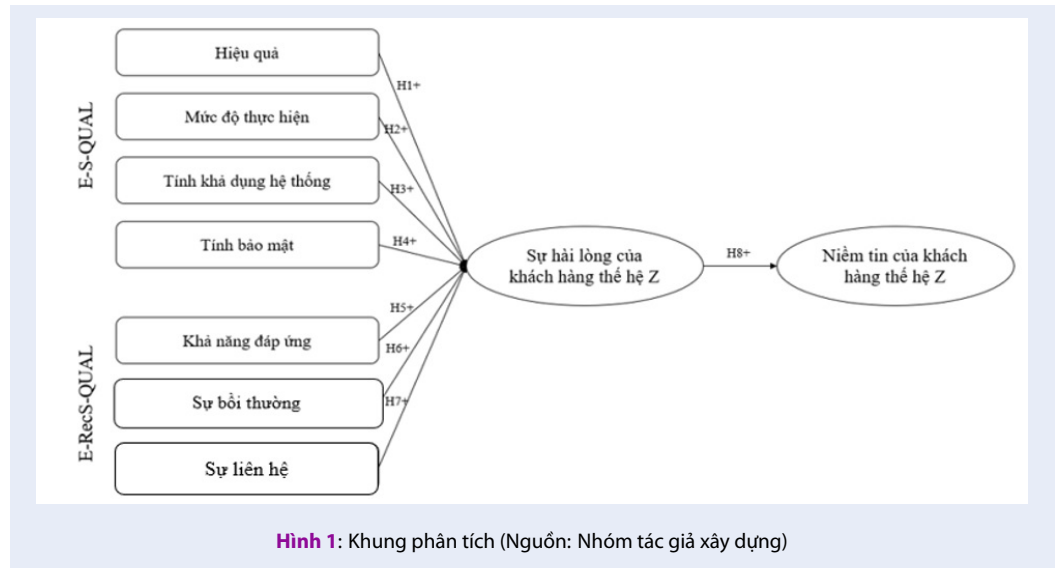 E-S-QUAL
Hiệu quả
Mức độ thực hiện
Tính khả dụng hệ thống
Tính bảo mật
E-RecS-QUAL
Khả năng đáp ứng
Sự bồi thường
Sự liên hệ
H1+
H2+
H3+
H4+
H5+
H6+
H7+
Sự hài lòng của
khách hàng thế hệ Z
H8+
Niềm tin của khách
hàng thế hệ Z
Hình 1: Khung phân tích (Nguồn: Nhóm tác giả xây dựng)